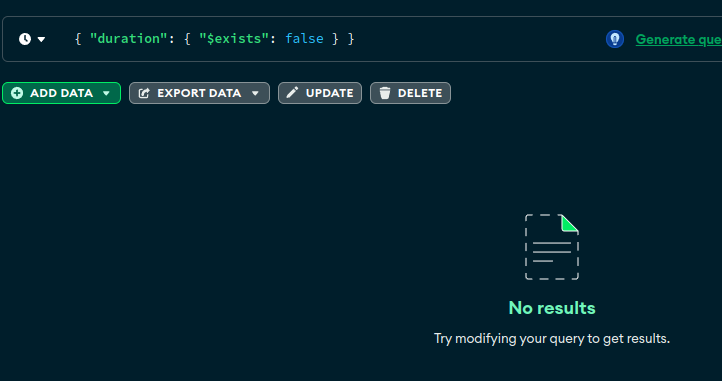 { "duration": { "$exists": false } }
Generate
ADD DATA
EXPORT DATA
UPDATE
DELETE
No results
Try modifying your query to get results.